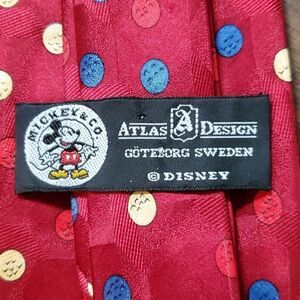 MICKEY & CO.
ATLAS A DESIGN
GÖTEBORG SWEDEN
© DISNEY